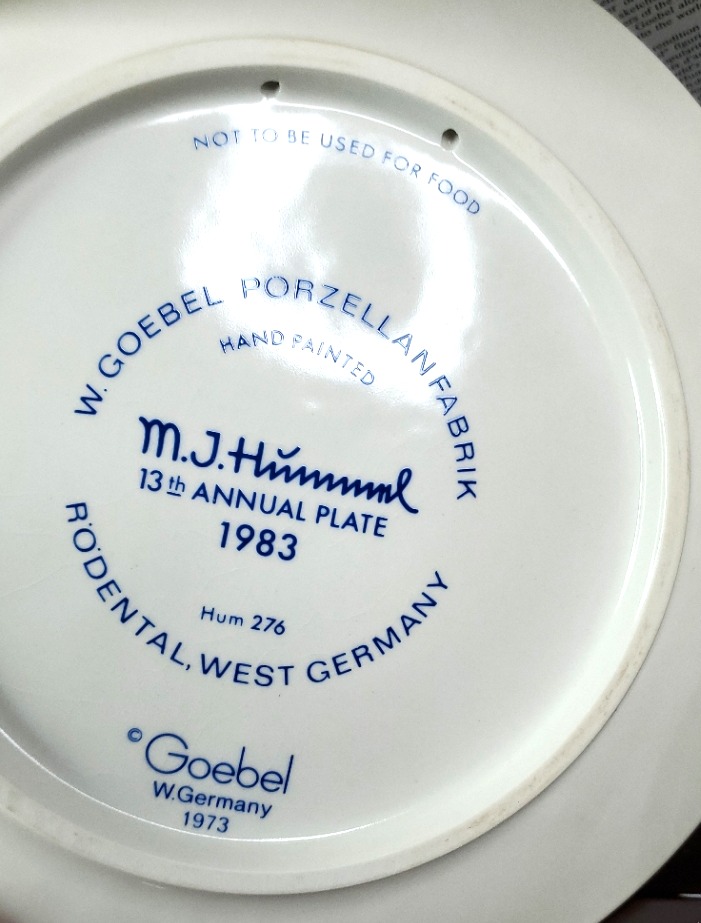 NOT TO BE USED FOR FOOD
W. GOEBEL PORZELLANFABRIK
HAND PAINTED
M.J.Hummel
13th ANNUAL PLATE
1983
Hum 276
RÖDENTAL, WEST GERMANY
© Goebel
W.Germany
1973